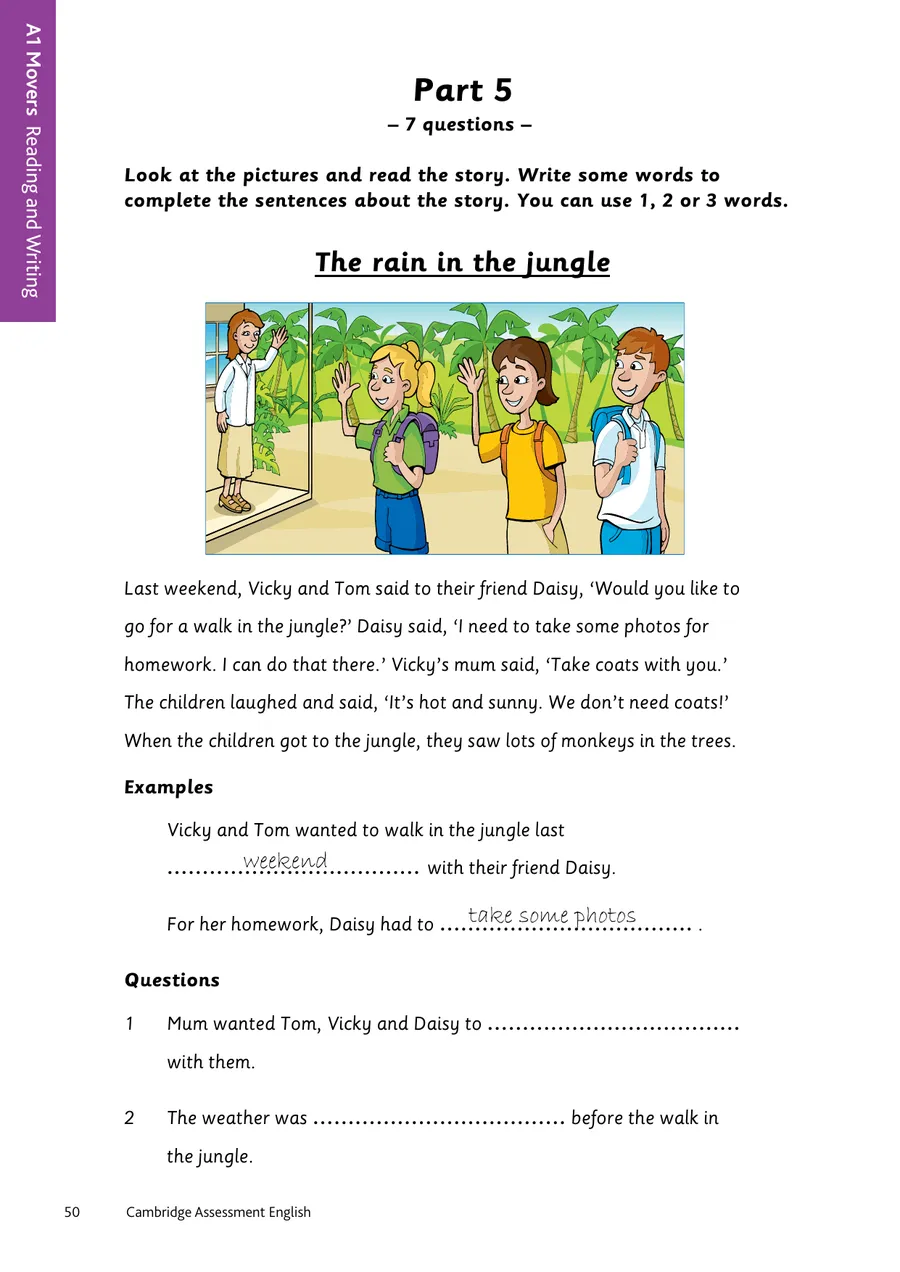 A1 Movers Reading and Writing
Part 5
– 7 questions –
Look at the pictures and read the story. Write some words to
complete the sentences about the story. You can use 1, 2 or 3 words.
The rain in the jungle
Last weekend, Vicky and Tom said to their friend Daisy, ‘Would you like to
go for a walk in the jungle?’ Daisy said, ‘I need to take some photos for
homework. I can do that there.’ Vicky’s mum said, ‘Take coats with you.’
The children laughed and said, ‘It’s hot and sunny. We don’t need coats!’
When the children got to the jungle, they saw lots of monkeys in the trees.
Examples
Vicky and Tom wanted to walk in the jungle last
weekend with their friend Daisy.
For her homework, Daisy had to take some photos .
Questions
1 Mum wanted Tom, Vicky and Daisy to ....................................
with them.
2 The weather was .................................... before the walk in
the jungle.
50 Cambridge Assessment English